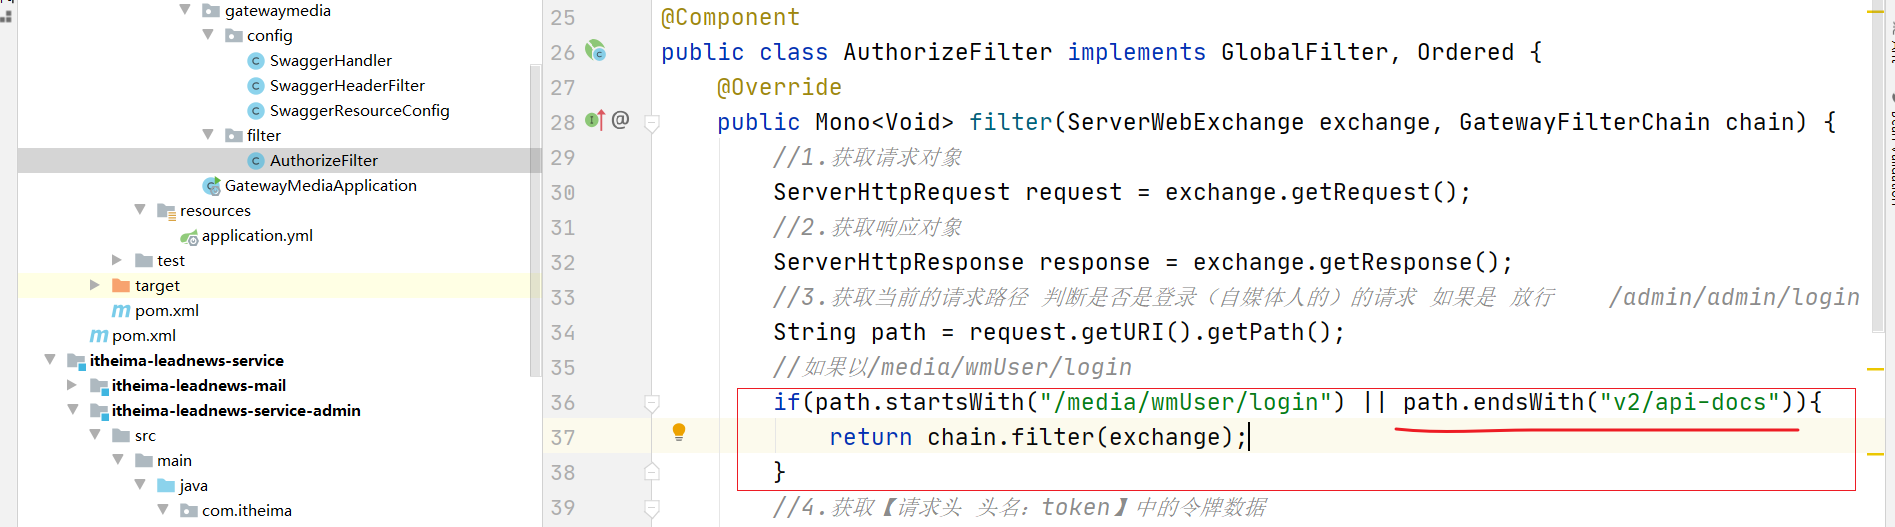 gatewaymedia
config
SwaggerHandler
SwaggerHeaderFilter
SwaggerResourceConfig
filter
AuthorizeFilter
GatewayMediaApplication
resources
application.yml
test
target
pom.xml
pom.xml
itheima-leadnews-service
itheima-leadnews-mail
itheima-leadnews-service-admin
src
main
java
com.itheima
25 @Component
26 public class AuthorizeFilter implements GlobalFilter, Ordered {
27 @Override
28 public Mono<Void> filter(ServerWebExchange exchange, GatewayFilterChain chain) {
29 //1.获取请求对象
30 ServerHttpRequest request = exchange.getRequest();
31 //2.获取响应对象
32 ServerHttpResponse response = exchange.getResponse();
33 //3.获取当前的请求路径 判断是否是登录（自媒体人的）的请求 如果是 放行 /admin/admin/login
34 String path = request.getURI().getPath();
35 //如果以/media/wmUser/login
36 if(path.startsWith("/media/wmUser/login") || path.endsWith("v2/api-docs")){
37 return chain.filter(exchange);
38 }
39 //4.获取【请求头 头名：token】中的令牌数据